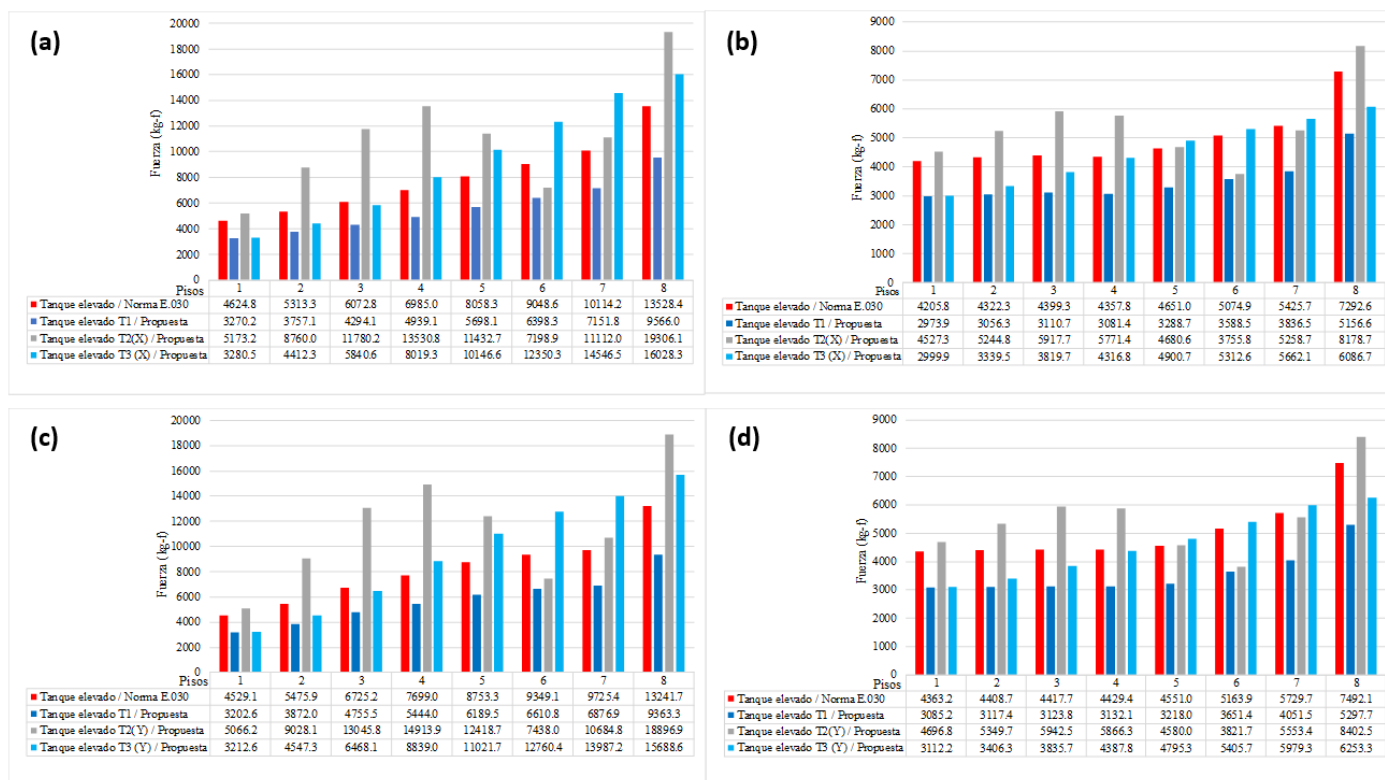 (a)
Fuerza (kg-f)
20000
18000
16000
14000
12000
10000
8000
6000
4000
2000
0
Pisos 1 2 3 4 5 6 7 8
Tanque elevado / Norma E.030 4624.8 5313.3 6072.8 6985.0 8058.3 9048.6 10114.2 13528.4
Tanque elevado T1 / Propuesta 3270.2 3757.1 4294.1 4939.1 5698.1 6398.3 7151.8 9566.0
Tanque elevado T2(X) / Propuesta 5173.2 8760.0 11780.2 13530.8 11432.7 7198.9 11112.0 19306.1
Tanque elevado T3 (X) / Propuesta 3280.5 4412.3 5840.6 8019.3 10146.6 12350.3 14546.5 16028.3
(b)
Fuerza (kg-f)
9000
8000
7000
6000
5000
4000
3000
2000
1000
0
Pisos 1 2 3 4 5 6 7 8
Tanque elevado / Norma E.030 4205.8 4322.3 4399.3 4357.8 4651.0 5074.9 5425.7 7292.6
Tanque elevado T1 / Propuesta 2973.9 3056.3 3110.7 3081.4 3288.7 3588.5 3836.5 5156.6
Tanque elevado T2(X) / Propuesta 4527.3 5244.8 5917.7 5771.4 4680.6 3755.8 5258.7 8178.7
Tanque elevado T3 (X) / Propuesta 2999.9 3339.5 3819.7 4316.8 4900.7 5312.6 5662.1 6086.7
(c)
Fuerza (kg-f)
20000
18000
16000
14000
12000
10000
8000
6000
4000
2000
0
Pisos 1 2 3 4 5 6 7 8
Tanque elevado / Norma E.030 4529.1 5475.9 6725.2 7699.0 8753.3 9349.1 9725.4 13241.7
Tanque elevado T1 / Propuesta 3202.6 3872.0 4755.5 5444.0 6189.5 6610.8 6876.9 9363.3
Tanque elevado T2(Y) / Propuesta 5066.2 9028.1 13045.8 14913.9 12418.7 7438.0 10684.8 18896.9
Tanque elevado T3 (Y) / Propuesta 3212.6 4547.3 6468.1 8839.0 11021.7 12760.4 13987.2 15688.6
(d)
Fuerza (kg-f)
9000
8000
7000
6000
5000
4000
3000
2000
1000
0
Pisos 1 2 3 4 5 6 7 8
Tanque elevado / Norma E.030 4363.2 4408.7 4417.7 4429.4 4551.0 5163.9 5729.7 7492.1
Tanque elevado T1 / Propuesta 3085.2 3117.4 3123.8 3132.1 3218.0 3651.4 4051.5 5297.7
Tanque elevado T2(Y) / Propuesta 4696.8 5349.7 5942.5 5866.3 4580.0 3821.7 5553.4 8402.5
Tanque elevado T3 (Y) / Propuesta 3112.2 3406.3 3835.7 4387.8 4795.3 5405.7 5979.3 6253.3